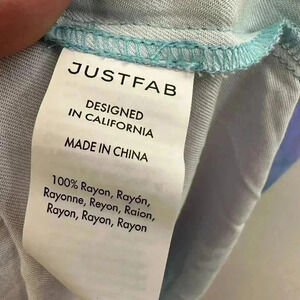 JUSTFAB
DESIGNED
IN CALIFORNIA
MADE IN CHINA
100% Rayon, Rayón,
Rayonne, Reyon, Raion,
Rayon, Rayon, Rayon